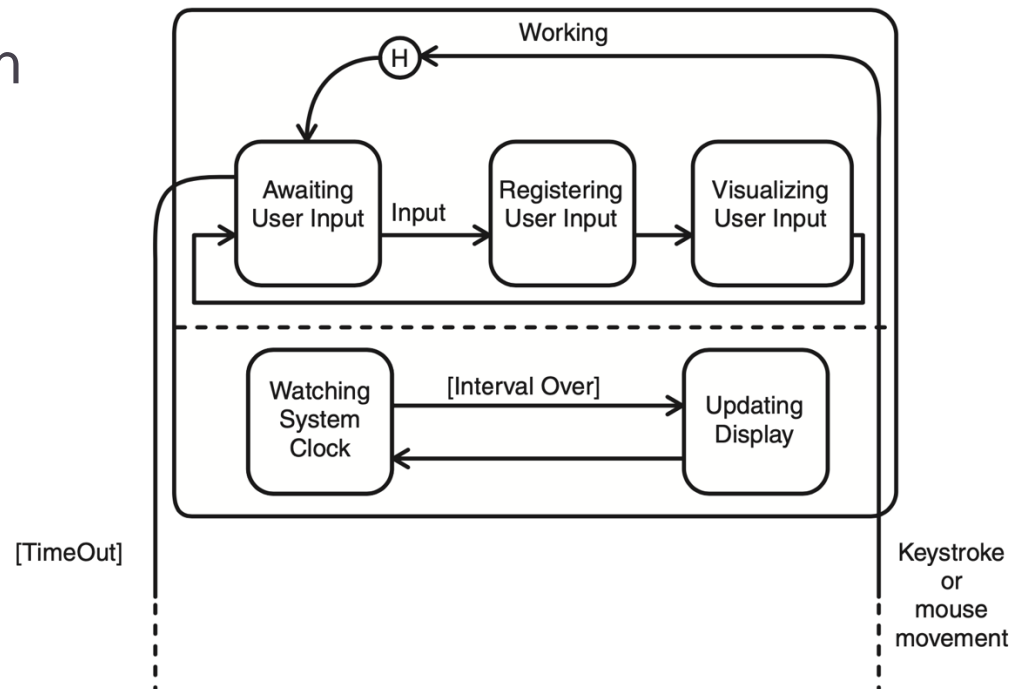 n
Working
H
Awaiting
User Input
Input
Registering
User Input
Visualizing
User Input
Watching
System
Clock
[Interval Over]
Updating
Display
[TimeOut]
Keystroke
or
mouse
movement